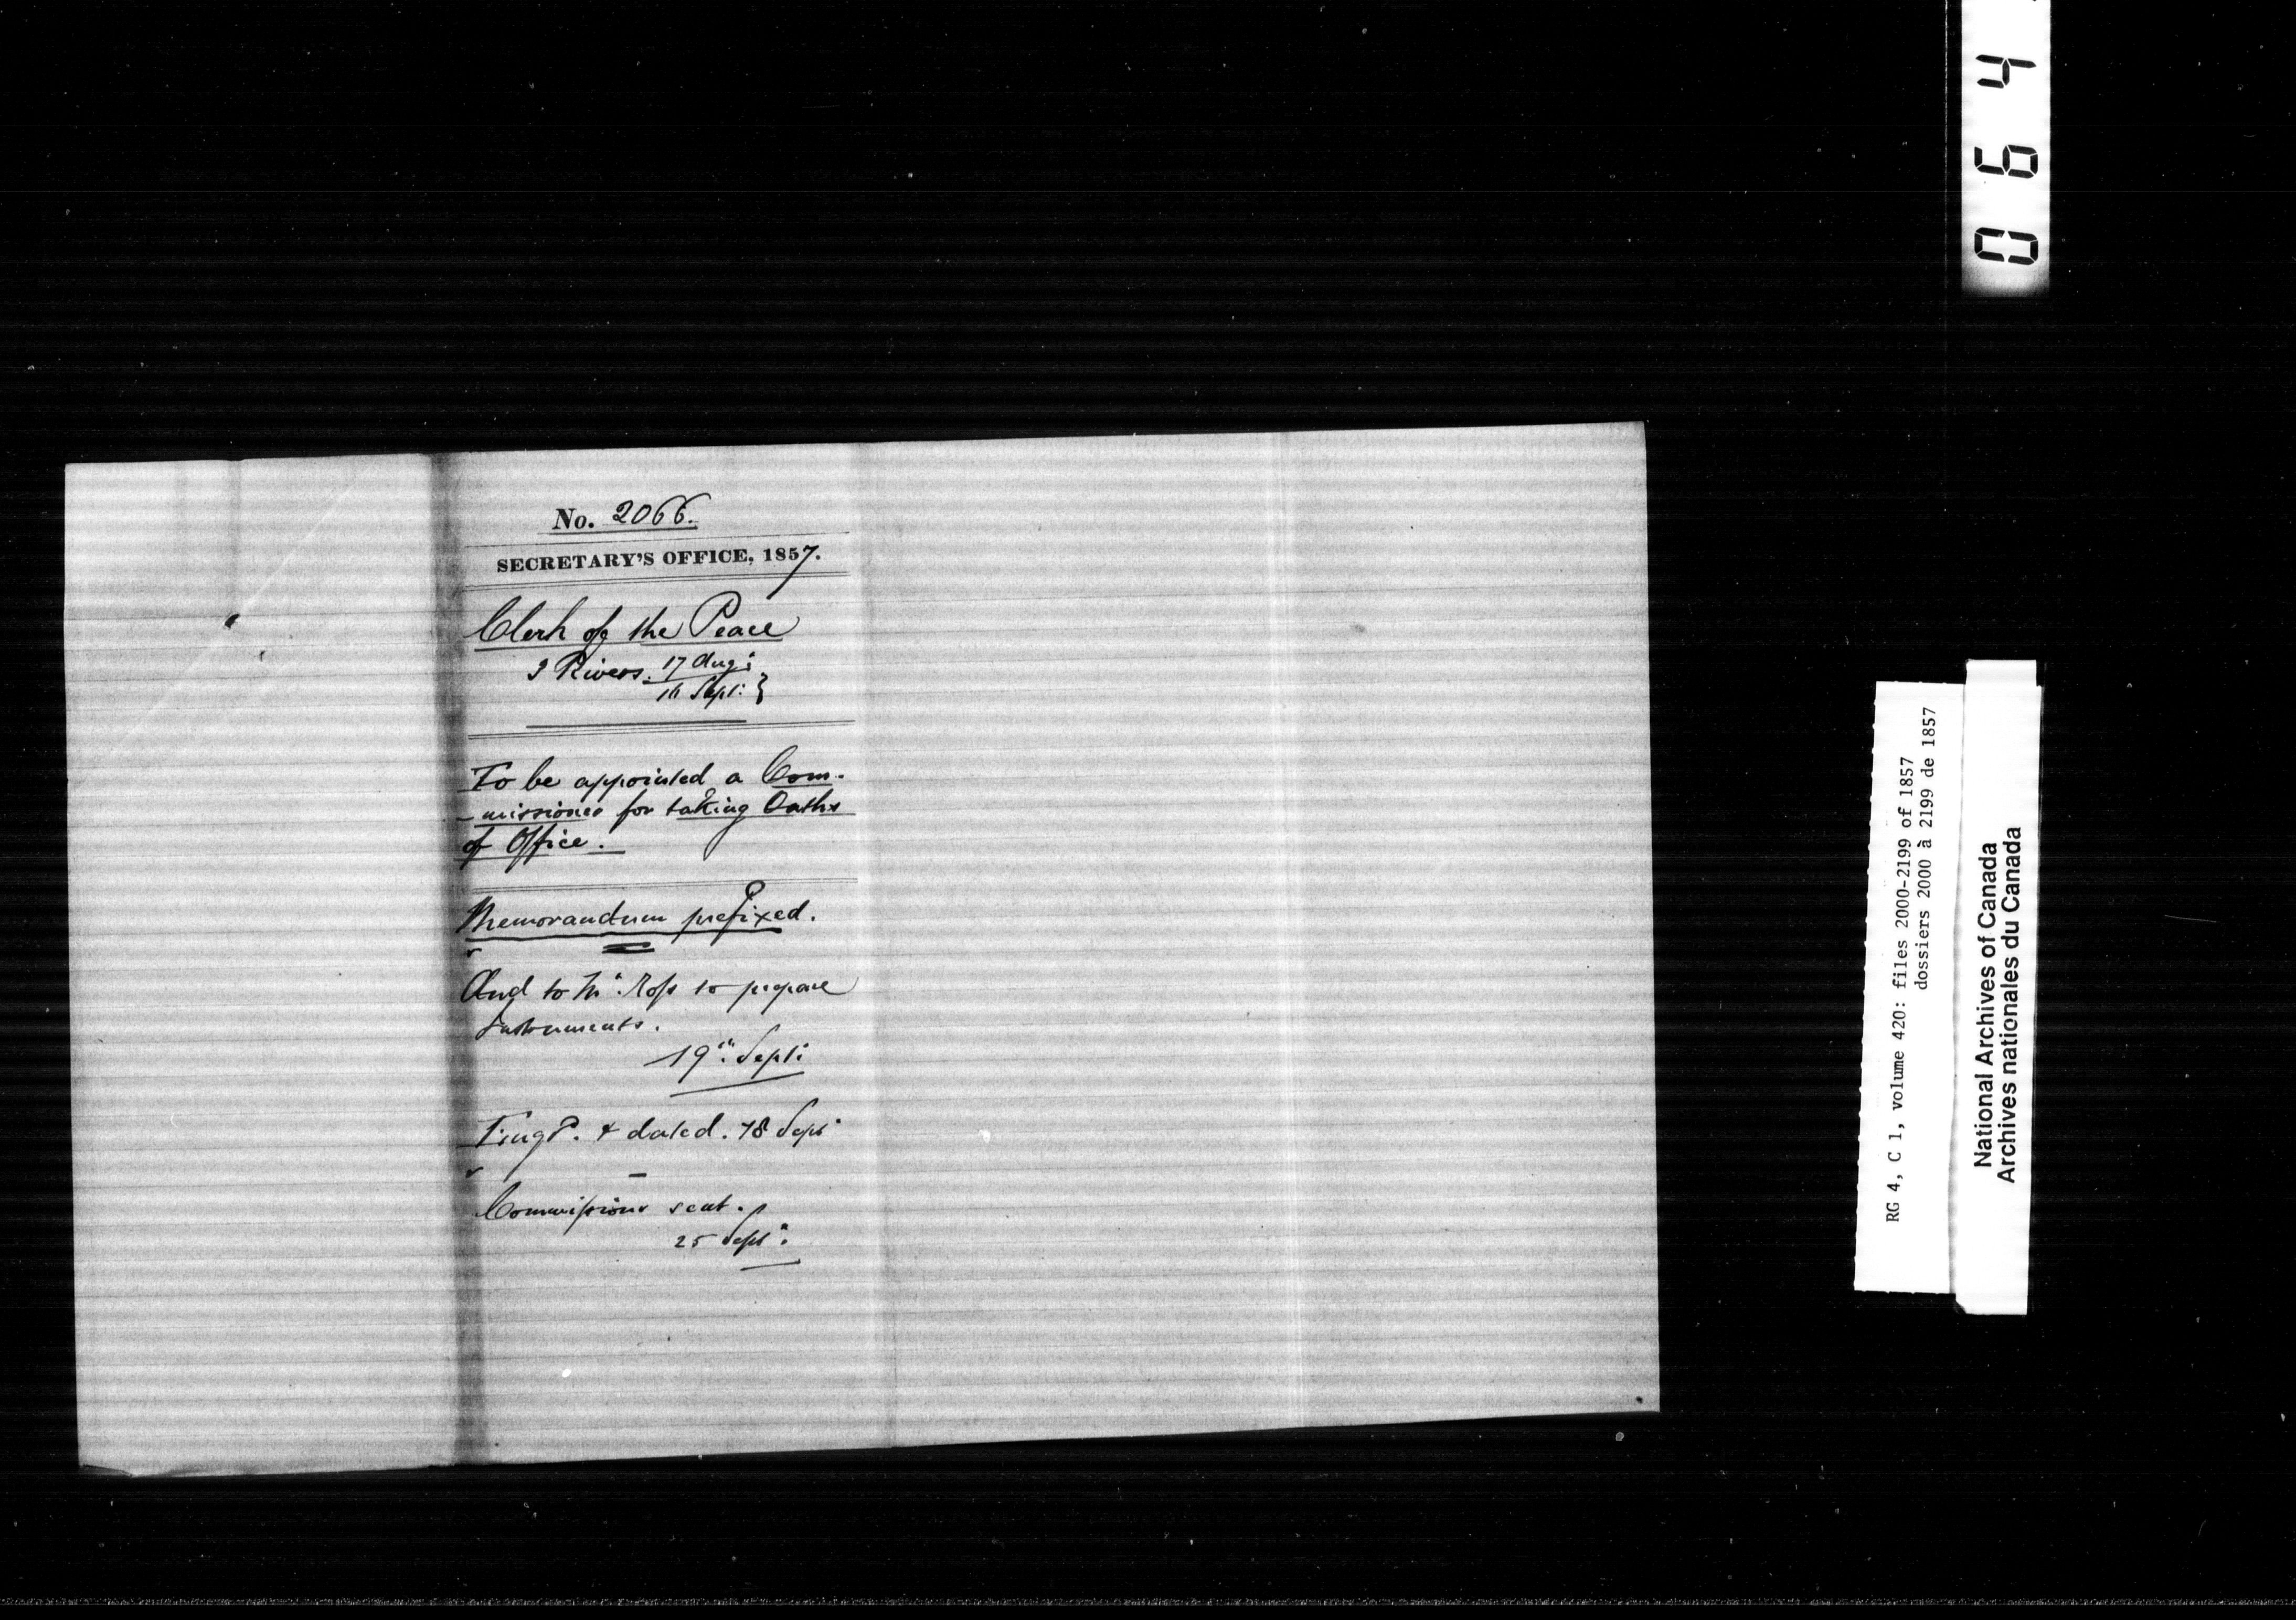 No. 2066.
SECRETARY'S OFFICE, 1857.
Clerk of the Peace
3 Rivers. 17 Aug:
16 Sept: }
To be appointed a Com-
-missioner for taking Oaths
of Office.
Memorandum prefixed.
And to Mr. Ross to prepare
Instruments.
19th Sept:
& dated. 18 Sept
Commissions sent.
25 Sept:
064
RG 4, C 1, volume 420: files 2000-2199 of 1857
dossiers 2000 à 2199 de 1857
National Archives of Canada
Archives nationales du Canada